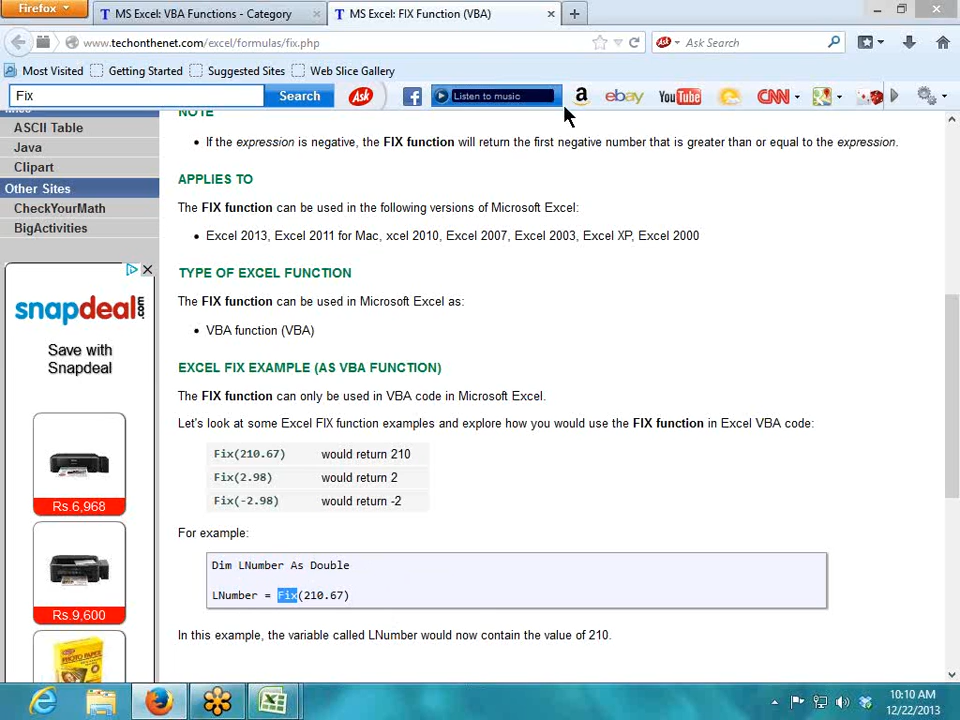 Firefox
MS Excel: VBA Functions - Category
MS Excel: FIX Function (VBA)
www.techonthenet.com/excel/formulas/fix.php
Ask Search
Most Visited
Getting Started
Suggested Sites
Web Slice Gallery
Fix
Search
Ask
Listen to music
a
ebay
YouTube
CNN
ASCII Table
Java
Clipart
Other Sites
CheckYourMath
BigActivities
snapdeal.com
Save with
Snapdeal
Rs.6,968
Rs.9,600
PHOTO PAPER
NOTE
• If the expression is negative, the FIX function will return the first negative number that is greater than or equal to the expression.
APPLIES TO
The FIX function can be used in the following versions of Microsoft Excel:
• Excel 2013, Excel 2011 for Mac, xcel 2010, Excel 2007, Excel 2003, Excel XP, Excel 2000
TYPE OF EXCEL FUNCTION
The FIX function can be used in Microsoft Excel as:
• VBA function (VBA)
EXCEL FIX EXAMPLE (AS VBA FUNCTION)
The FIX function can only be used in VBA code in Microsoft Excel.
Let's look at some Excel FIX function examples and explore how you would use the FIX function in Excel VBA code:
Fix(210.67) would return 210
Fix(2.98) would return 2
Fix(-2.98) would return -2
For example:
Dim LNumber As Double
LNumber = Fix(210.67)
In this example, the variable called LNumber would now contain the value of 210.
10:10 AM
12/22/2013